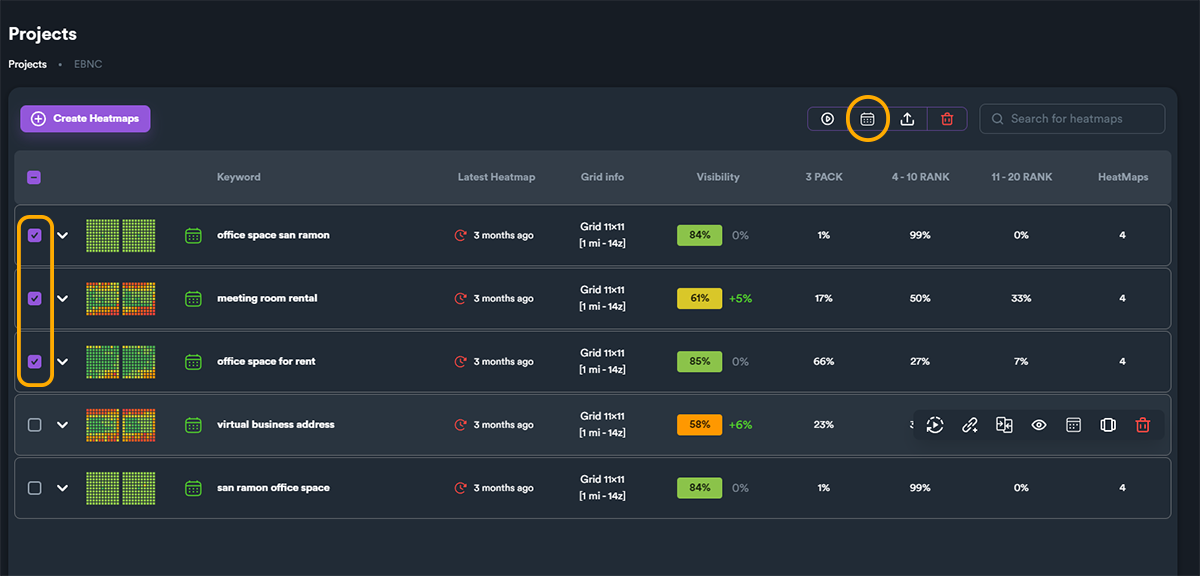 Projects
Projects • EBNC
Create Heatmaps
Search for heatmaps
Keyword Latest Heatmap Grid info Visibility 3 PACK 4 - 10 RANK 11 - 20 RANK HeatMaps
office space san ramon 3 months ago Grid 11x11 [1 mi - 14z] 84% 0% 1% 99% 0% 4
meeting room rental 3 months ago Grid 11x11 [1 mi - 14z] 61% +5% 17% 50% 33% 4
office space for rent 3 months ago Grid 11x11 [1 mi - 14z] 85% 0% 66% 27% 7% 4
virtual business address 3 months ago Grid 11x11 [1 mi - 14z] 58% +6% 23%
san ramon office space 3 months ago Grid 11x11 [1 mi - 14z] 84% 0% 1% 99% 0% 4